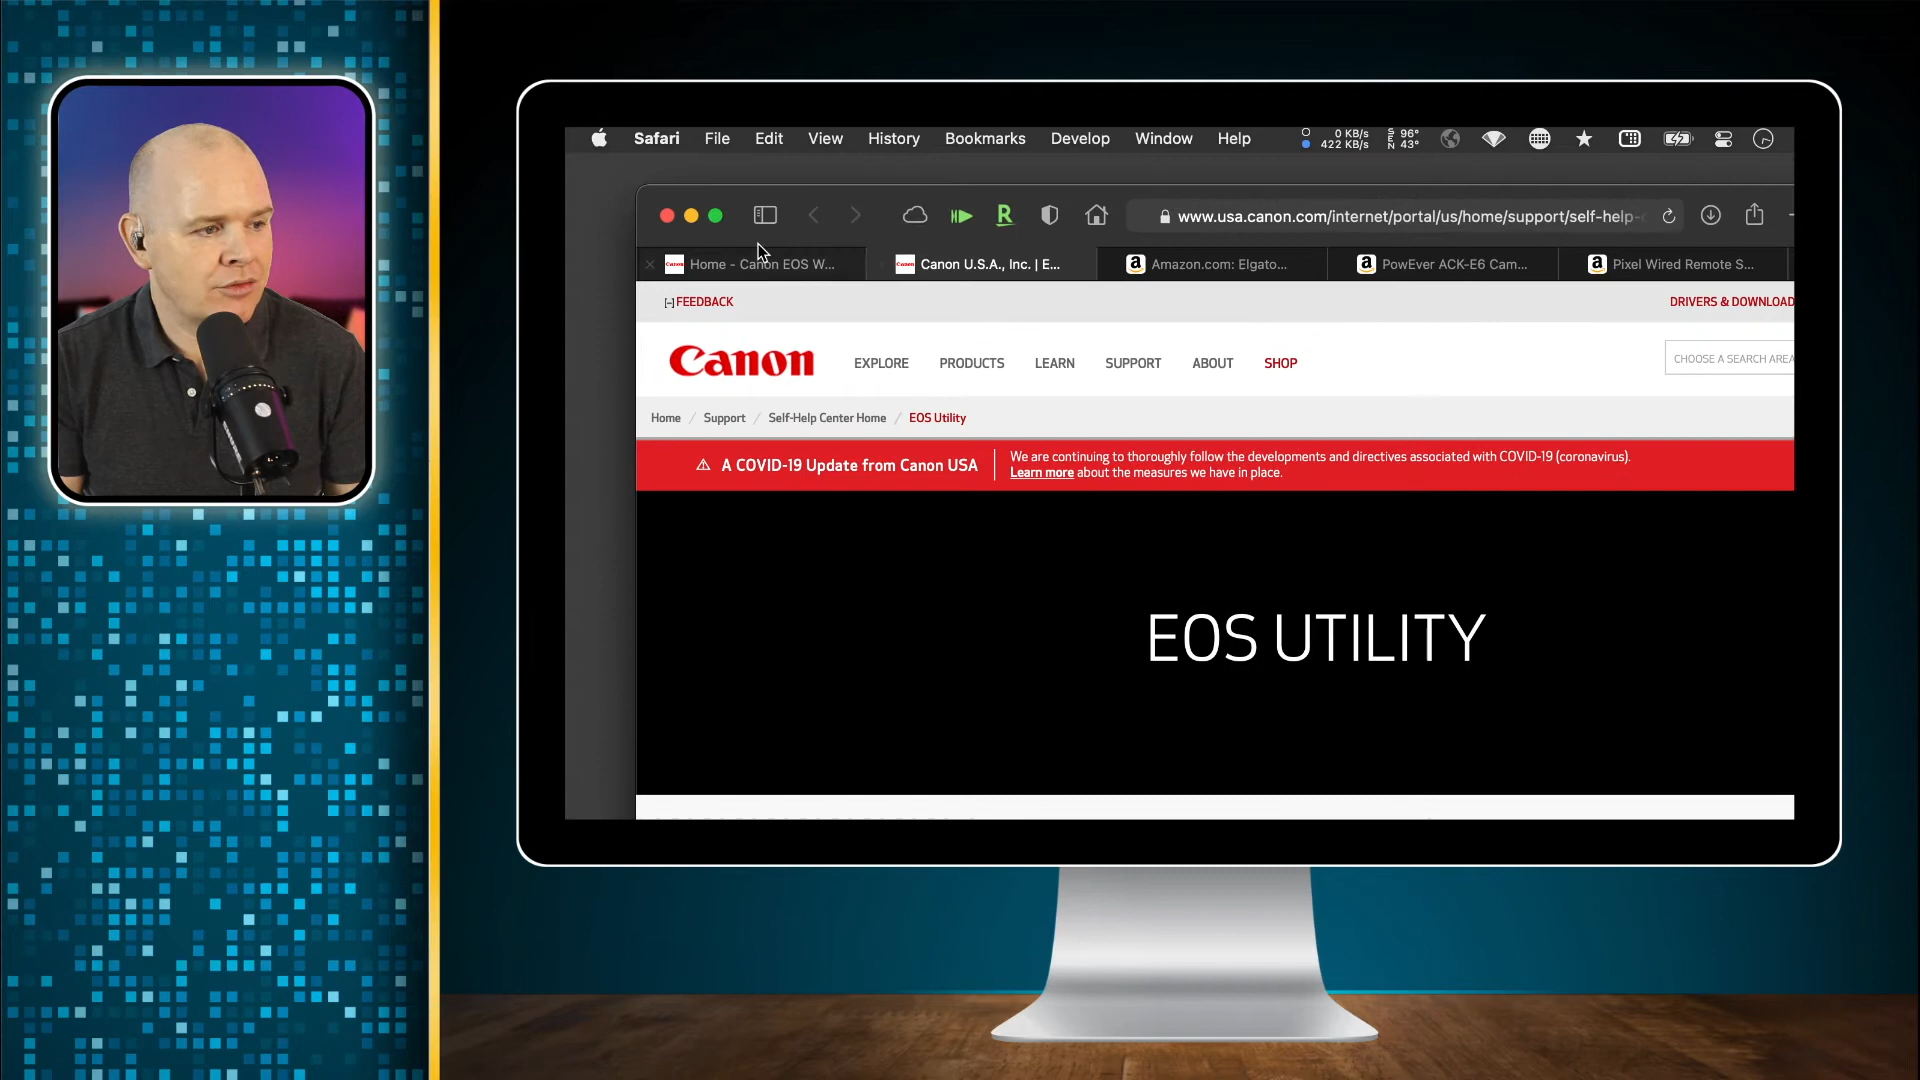 Safari File Edit View History Bookmarks Develop Window Help
0 KB/s
422 KB/s
SEN 96°
43°
www.usa.canon.com/internet/portal/us/home/support/self-help-
Home - Canon EOS W...
Canon U.S.A., Inc. | E...
Amazon.com: Elgato...
PowEver ACK-E6 Cam...
Pixel Wired Remote S...
[-] FEEDBACK
DRIVERS & DOWNLOAD
Canon
EXPLORE PRODUCTS LEARN SUPPORT ABOUT SHOP
CHOOSE A SEARCH AREA
Home / Support / Self-Help Center Home / EOS Utility
A COVID-19 Update from Canon USA
We are continuing to thoroughly follow the developments and directives associated with COVID-19 (coronavirus).
Learn more about the measures we have in place.
EOS UTILITY